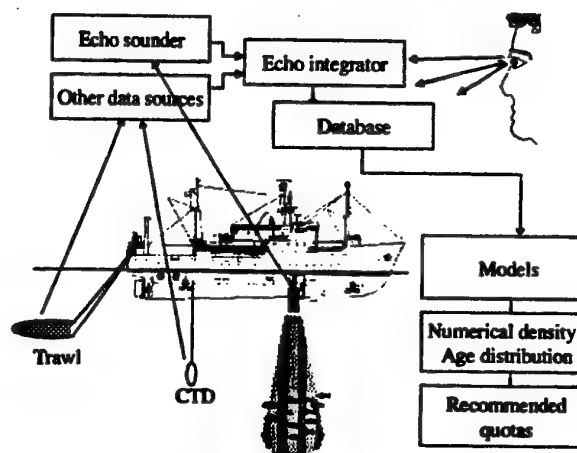 Echo sounder
Other data sources
Echo integrator
Database
Models
Numerical density
Age distribution
Recommended
quotas
Trawl
CTD